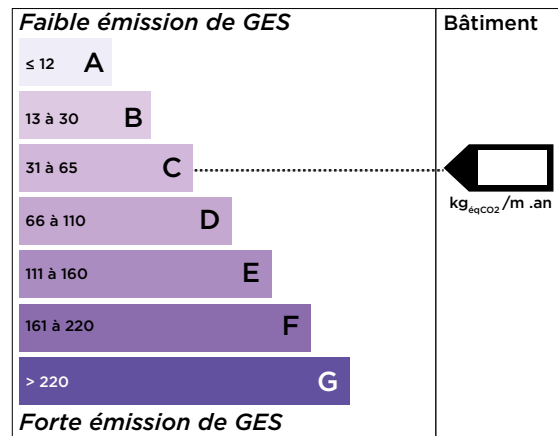 Faible émission de GES
Bâtiment
≤ 12 A
13 à 30 B
31 à 65 C
kgéqCO2/m .an
66 à 110 D
111 à 160 E
161 à 220 F
> 220 G
Forte émission de GES